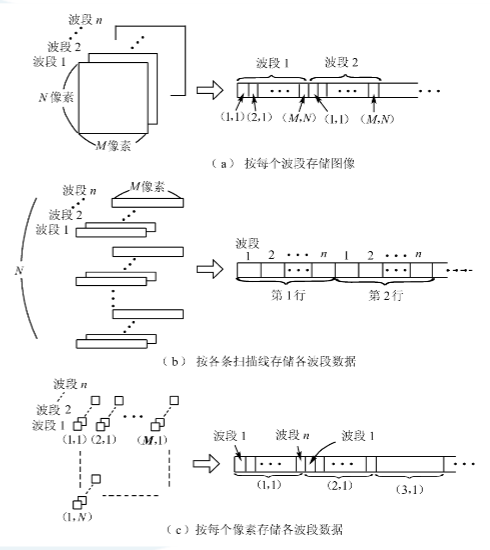 波段 n
波段 2
波段 1
N像素
M像素
波段 1 波段 2
(1,1) (2,1) (M,N) (1,1) (M,N)
(a) 按每个波段存储图像
波段 n
波段 2
波段 1
M像素
N
波段
1 2 n 1 2 n
第1行 第2行
(b) 按各条扫描线存储各波段数据
波段 n
波段 2
波段 1
(1,1) (2,1) (M,1)
(1,N)
波段 1 波段 n 波段 1
(1,1) (2,1) (3,1)
(c) 按每个像素存储各波段数据